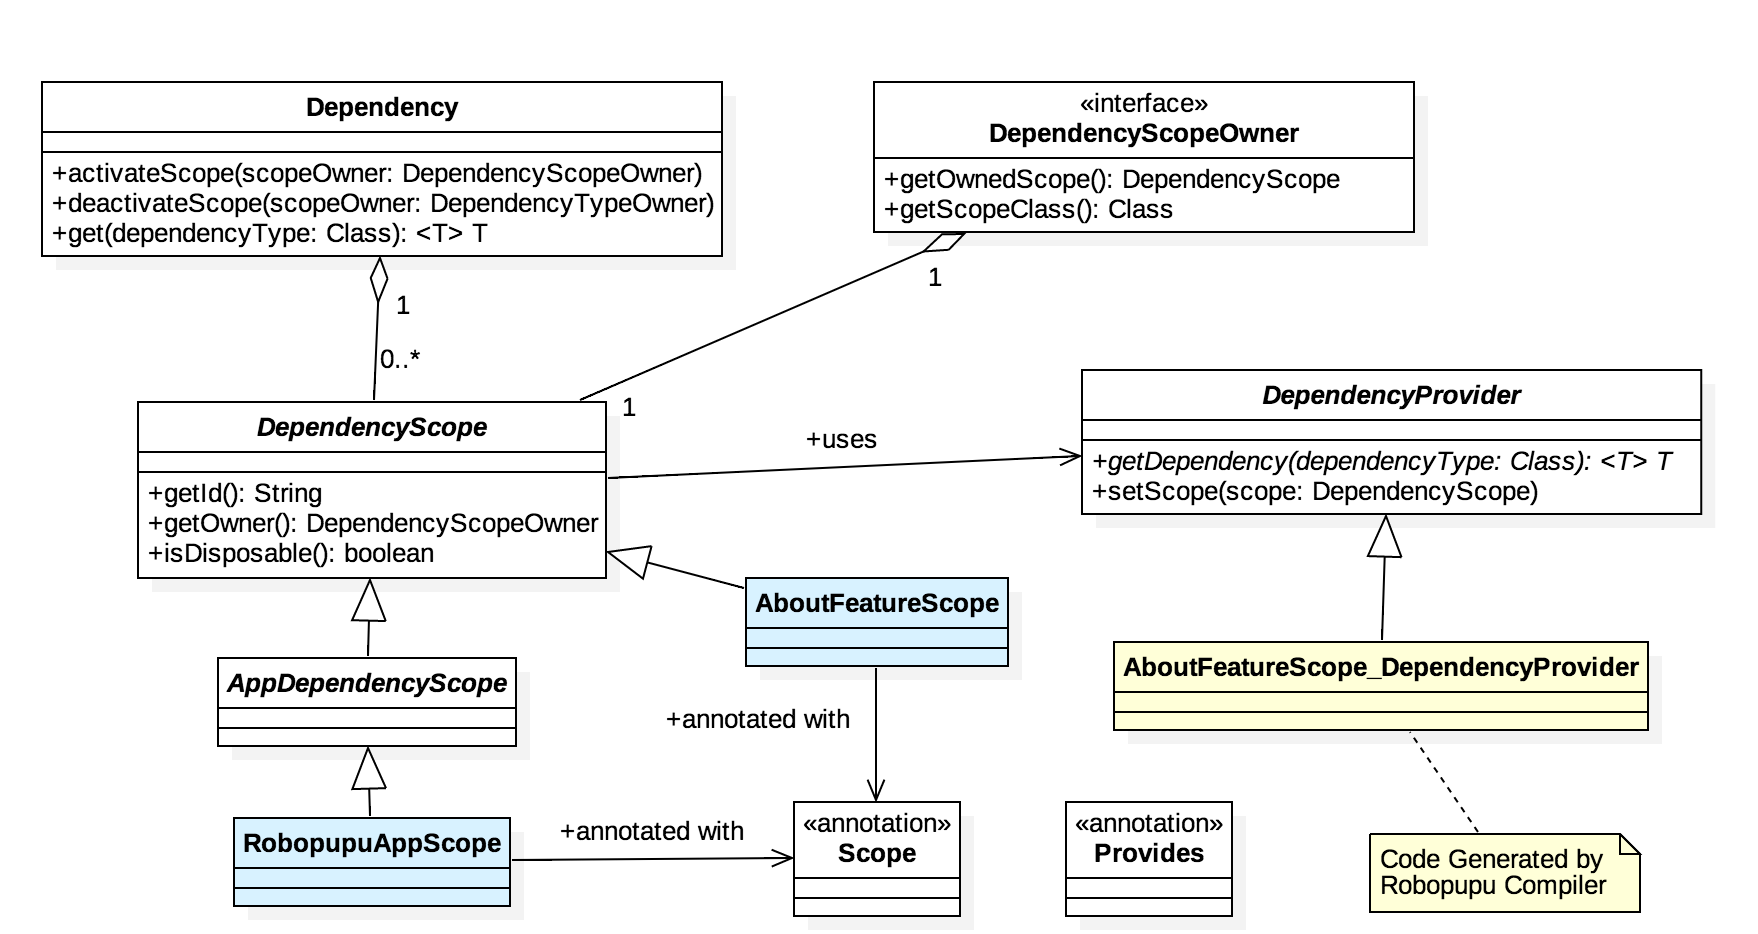 Dependency
+activateScope(scopeOwner: DependencyScopeOwner)
+deactivateScope(scopeOwner: DependencyTypeOwner)
+get(dependencyType: Class): <T> T
«interface»
DependencyScopeOwner
+getOwnedScope(): DependencyScope
+getScopeClass(): Class
1
0..*
1
1
DependencyScope
+getId(): String
+getOwner(): DependencyScopeOwner
+isDisposable(): boolean
+uses
DependencyProvider
+getDependency(dependencyType: Class): <T> T
+setScope(scope: DependencyScope)
AboutFeatureScope
AppDependencyScope
AboutFeatureScope_DependencyProvider
+annotated with
RobopupuAppScope
+annotated with
«annotation»
Scope
«annotation»
Provides
Code Generated by
Robopupu Compiler